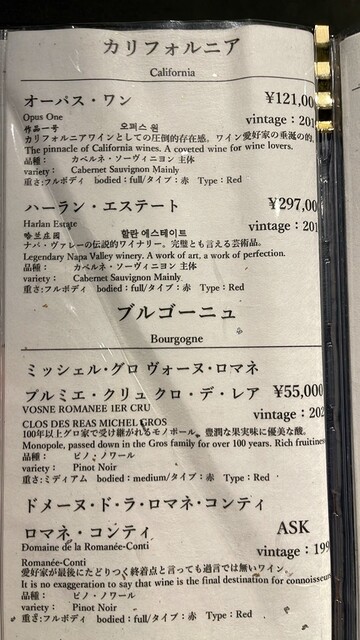 カリフォルニア
California
オーパス・ワン ¥121,00
Opus One vintage：201
作品一号 오퍼스 원
カリフォルニアワインとしての圧倒的存在感。ワイン愛好家の垂涎の的。
The pinnacle of California wines. A coveted wine for wine lovers.
品種： カベルネ・ソーヴィニヨン 主体
variety： Cabernet Sauvignon Mainly
重さ:フルボディ bodied：full/タイプ：赤 Type：Red
ハーラン・エステート ¥297,00
Harlan Estate vintage：201
哈兰庄园 할란 에스테이트
ナパ・ヴァレーの伝説的ワイナリー。完璧とも言える芸術品。
Legendary Napa Valley winery. A work of art, a work of perfection.
品種： カベルネ・ソーヴィニヨン 主体
variety： Cabernet Sauvignon Mainly
重さ:フルボディ bodied：full/タイプ：赤 Type：Red
ブルゴーニュ
Bourgogne
ミッシェル・グロ ヴォーヌ・ロマネ
プルミエ・クリュ クロ・デ・レア ¥55,000
VOSNE ROMANEE 1ER CRU vintage：202
CLOS DES REAS MICHEL GROS
100年以上グロ家で受け継がれるモノポール。豊潤な果実味に優美な酸。
Monopole, passed down in the Gros family for over 100 years. Rich fruitines
品種： ピノ・ノワール
variety： Pinot Noir
重さ:ミディアム bodied：medium/タイプ：赤 Type：Red
ドメーヌ・ド・ラ・ロマネ・コンティ
ロマネ・コンティ ASK
Domaine de la Romanée-Conti vintage：199
Romanée-Conti
愛好家が最後にたどりつく終着点と言っても過言では無いワイン。
It is no exaggeration to say that wine is the final destination for connoisseurs
品種： ピノ・ノワール
variety： Pinot Noir
重さ:フルボディ bodied：full/タイプ：赤 Type：Red